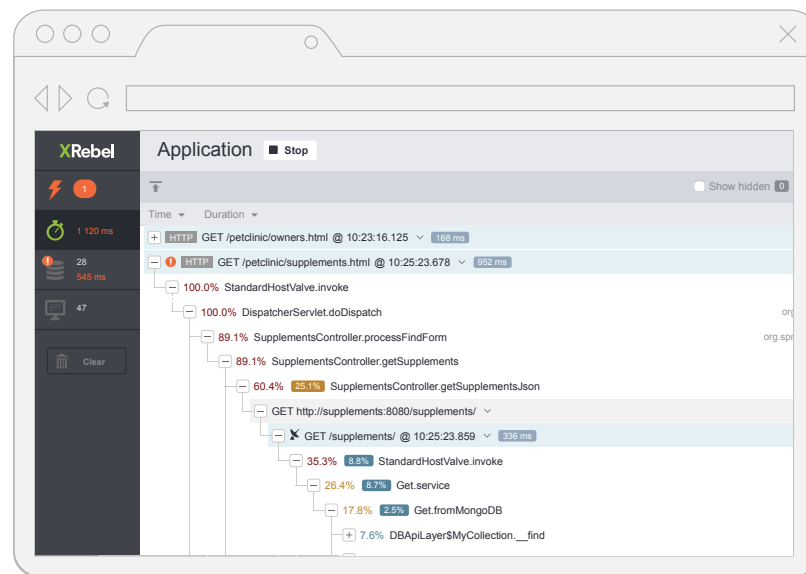 XRebel
Application
Stop
1
Show hidden 0
Time Duration
1 120 ms
HTTP GET /petclinic/owners.html @ 10:23:16.125 168 ms
HTTP GET /petclinic/supplements.html @ 10:25:23.678 952 ms
28
545 ms
100.0% StandardHostValve.invoke
47
100.0% DispatcherServlet.doDispatch org
89.1% SupplementsController.processFindForm org.spr
Clear
89.1% SupplementsController.getSupplements
60.4% 25.1% SupplementsController.getSupplementsJson
GET http://supplements:8080/supplements/
GET /supplements/ @ 10:25:23.859 336 ms
35.3% 8.8% StandardHostValve.invoke
26.4% 8.7% Get.service
17.8% 2.5% Get.fromMongoDB
7.6% DBApiLayer$MyCollection.__find